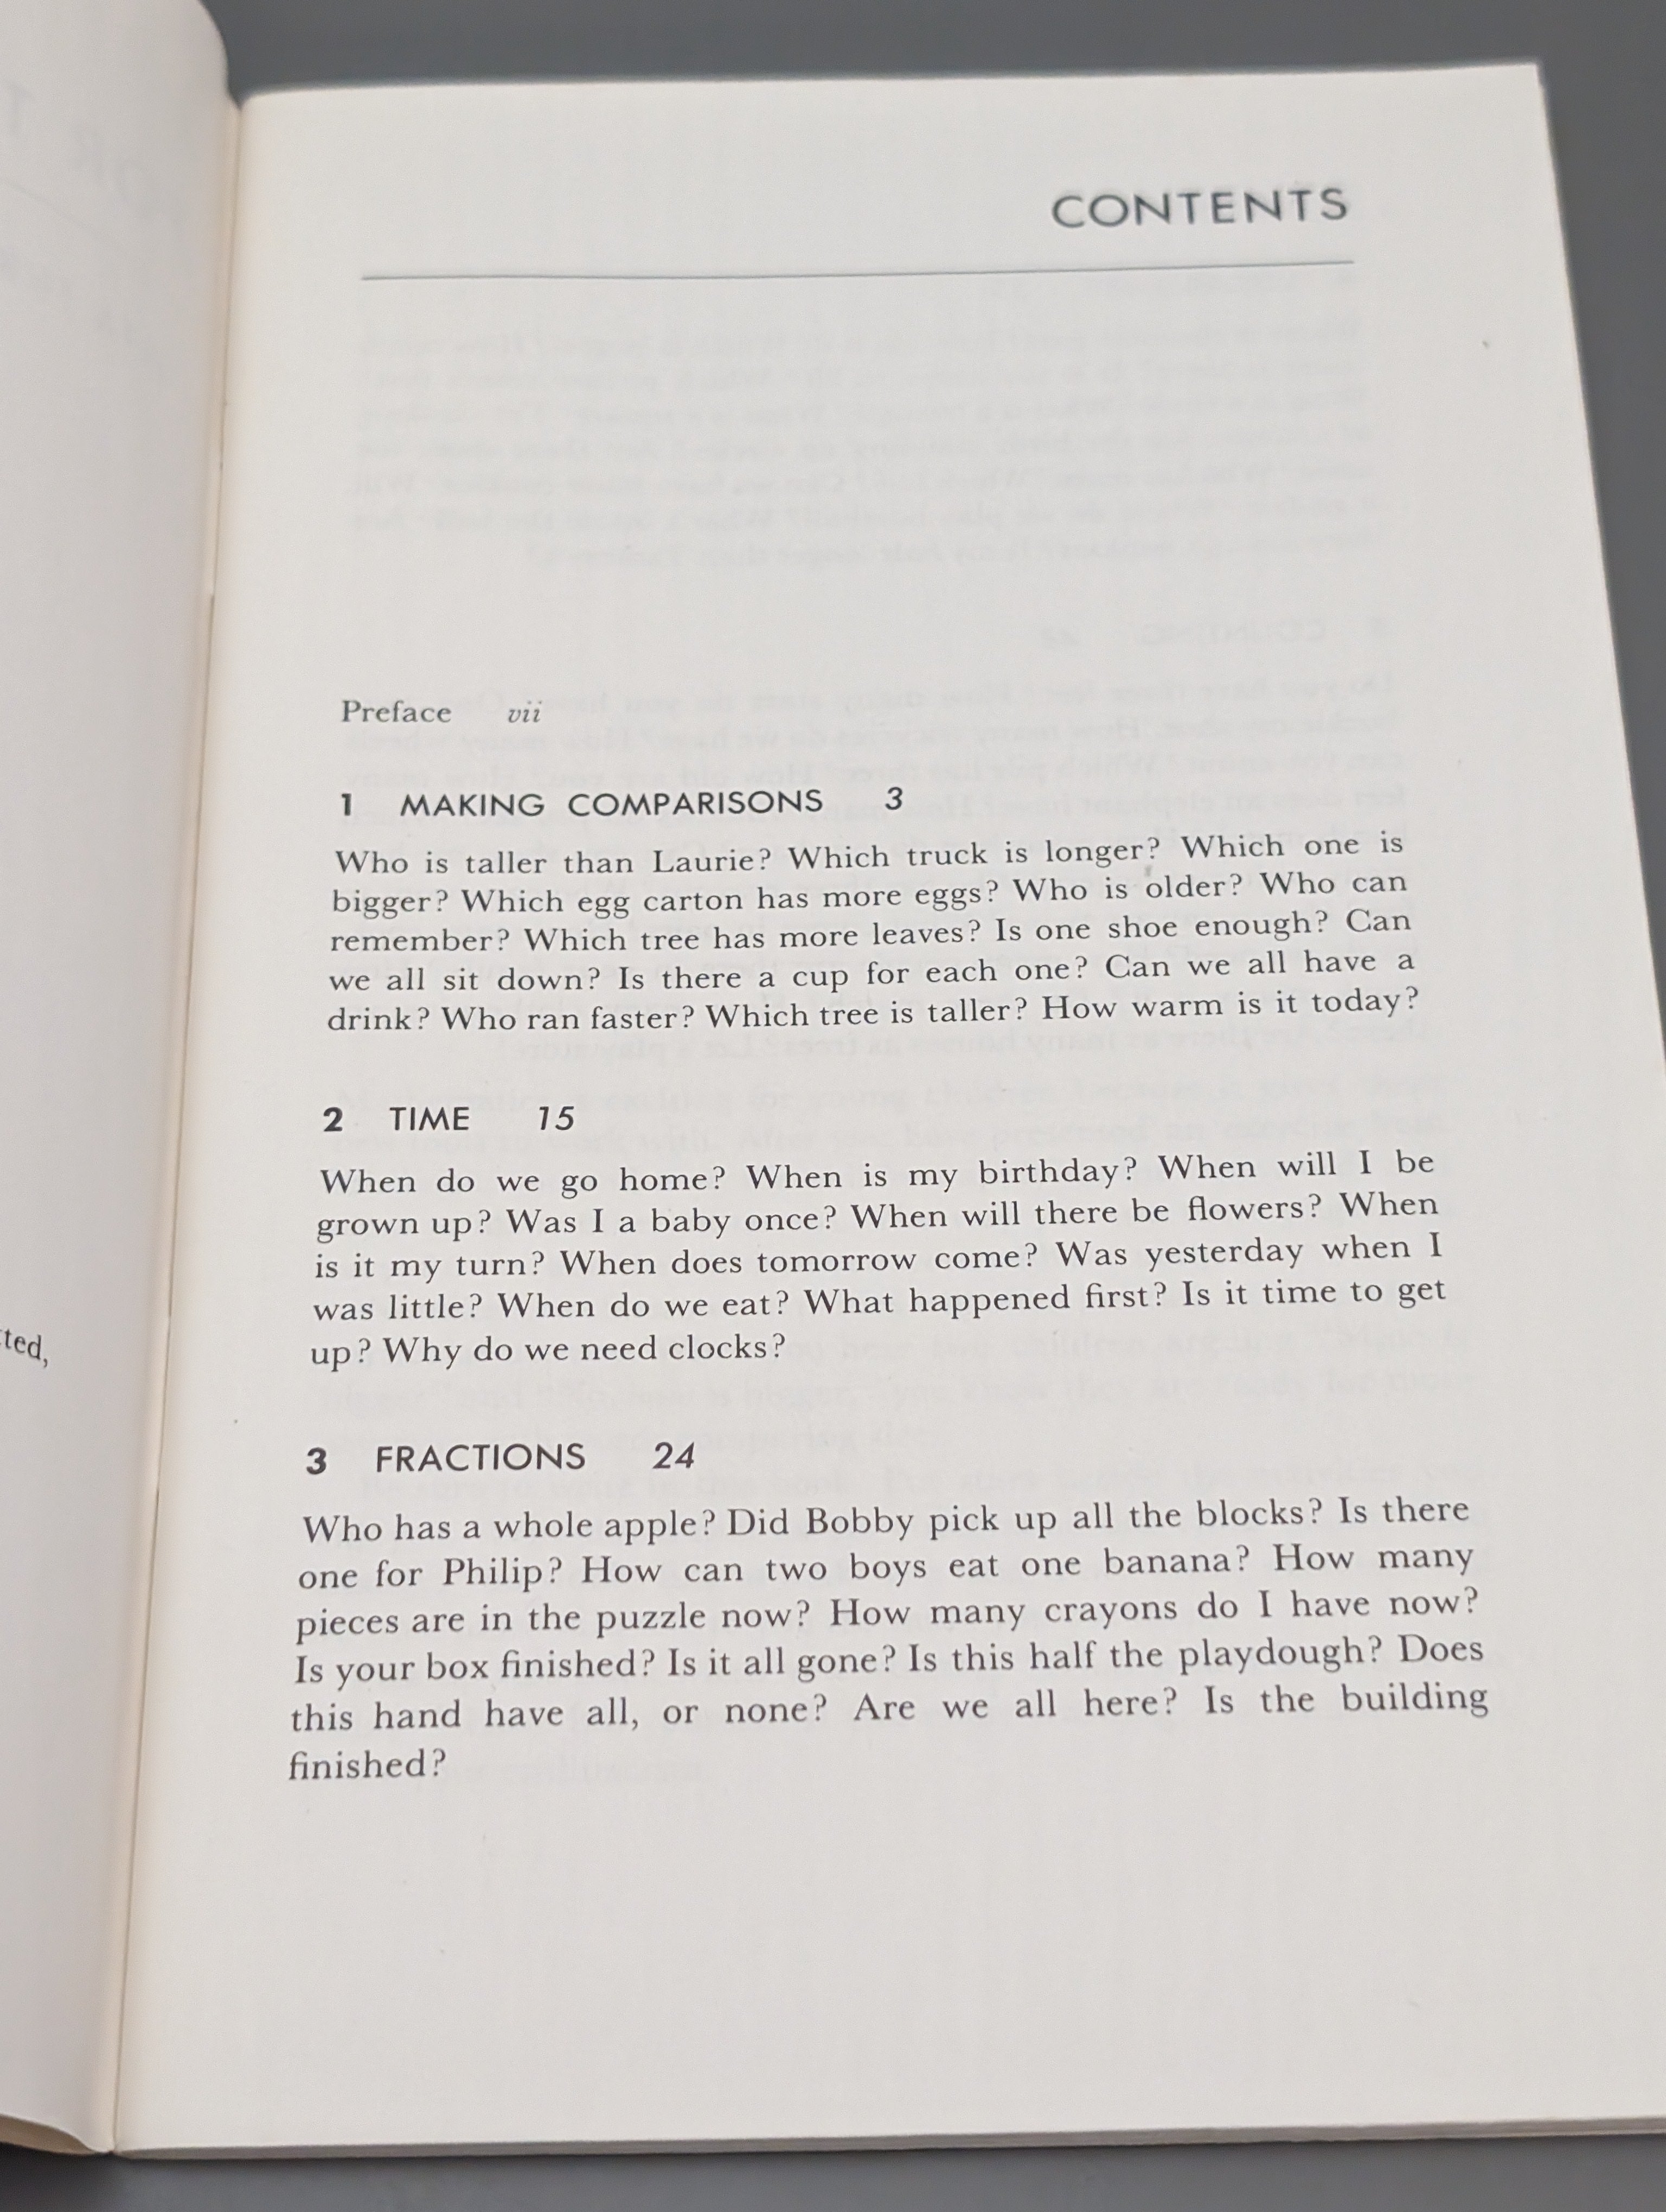 CONTENTS
Preface vii
1 MAKING COMPARISONS 3
Who is taller than Laurie? Which truck is longer? Which one is
bigger? Which egg carton has more eggs? Who is older? Who can
remember? Which tree has more leaves? Is one shoe enough? Can
we all sit down? Is there a cup for each one? Can we all have a
drink? Who ran faster? Which tree is taller? How warm is it today?
2 TIME 15
When do we go home? When is my birthday? When will I be
grown up? Was I a baby once? When will there be flowers? When
is it my turn? When does tomorrow come? Was yesterday when I
was little? When do we eat? What happened first? Is it time to get
up? Why do we need clocks?
3 FRACTIONS 24
Who has a whole apple? Did Bobby pick up all the blocks? Is there
one for Philip? How can two boys eat one banana? How many
pieces are in the puzzle now? How many crayons do I have now?
Is your box finished? Is it all gone? Is this half the playdough? Does
this hand have all, or none? Are we all here? Is the building
finished?